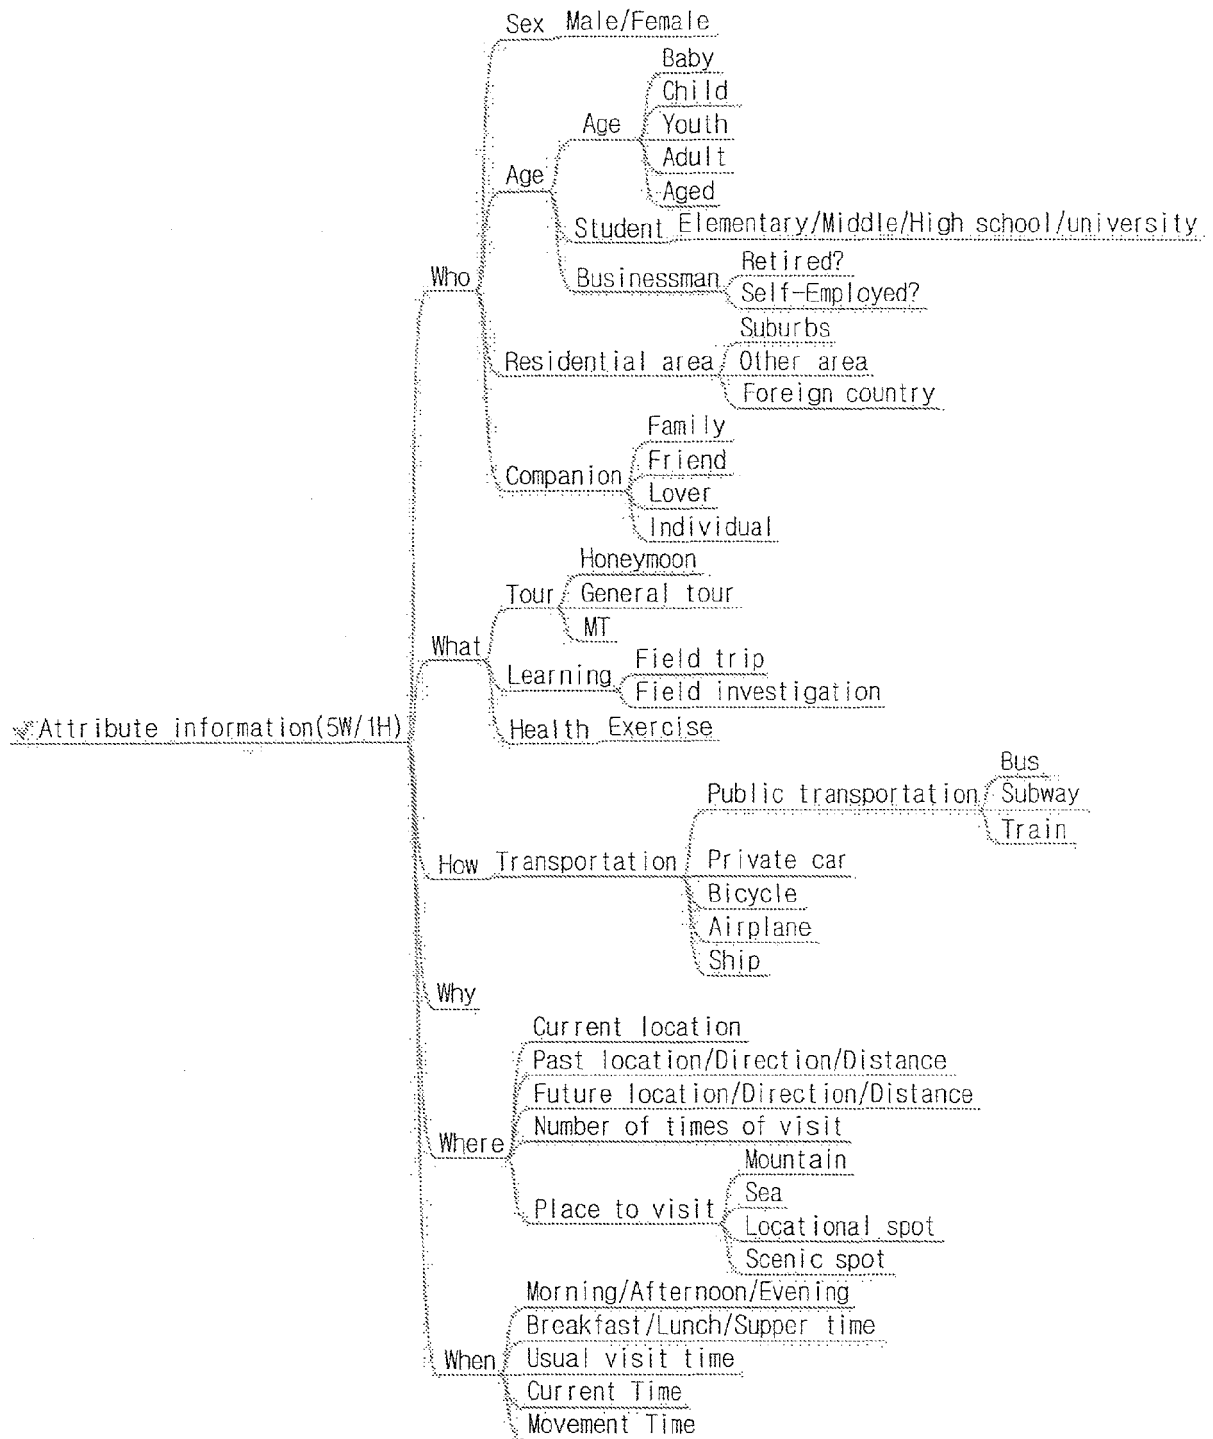 Sex Male/Female
Baby
Child
Age Youth
Adult
Age
Aged
Student Elementary/Middle/High school/university
Retired?
Who Businessman
Self-Employed?
Suburbs
Residential area Other area
Foreign country
Family
Friend
Companion
Lover
Individual
Honeymoon
Tour General tour
MT
What
Field trip
Learning
Field investigation
Attribute information(5W/1H)
Health Exercise
Bus
Public transportation Subway
Train
How Transportation Private car
Bicycle
Airplane
Ship
Why
Current location
Past location/Direction/Distance
Future location/Direction/Distance
Number of times of visit
Where
Mountain
Sea
Place to visit
Locational spot
Scenic spot
Morning/Afternoon/Evening
Breakfast/Lunch/Supper time
When Usual visit time
Current Time
Movement Time